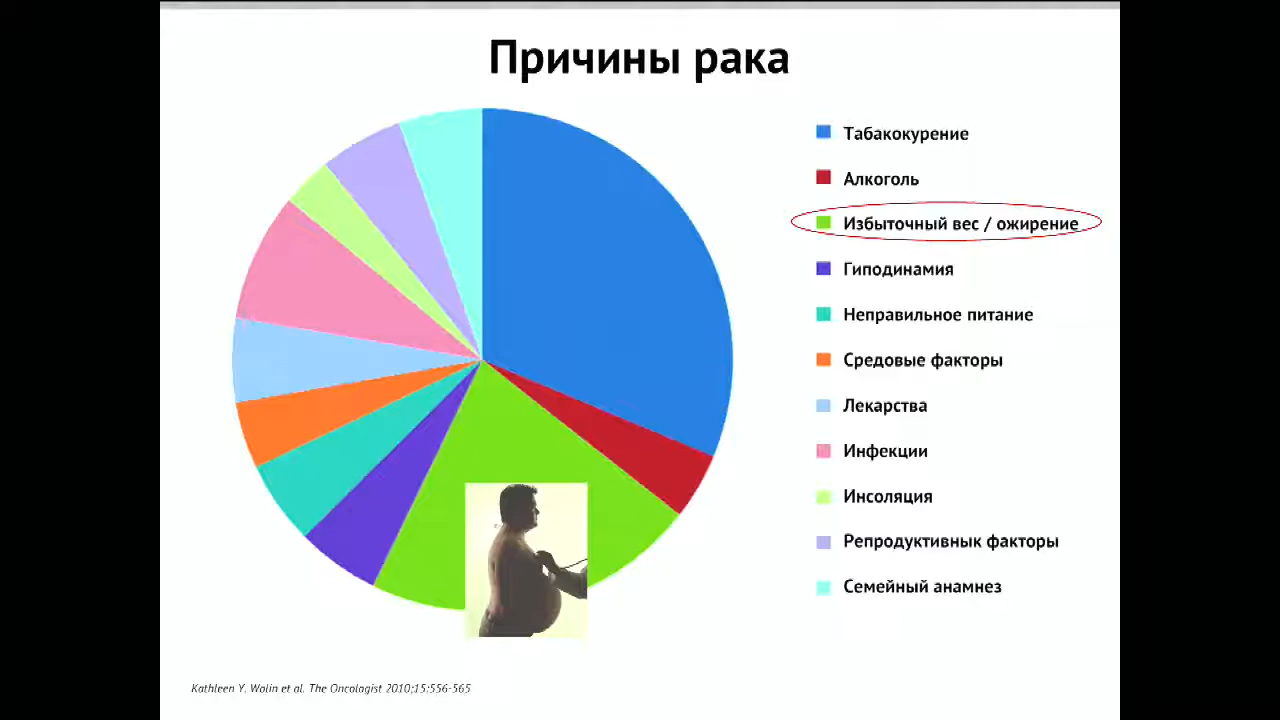 Причины рака
Табакокурение
Алкоголь
Избыточный вес / ожирение
Гиподинамия
Неправильное питание
Средовые факторы
Лекарства
Инфекции
Инсоляция
Репродуктивнык факторы
Семейный анамнез
Kathleen Y. Wolin et al. The Oncologist 2010;15:556-565